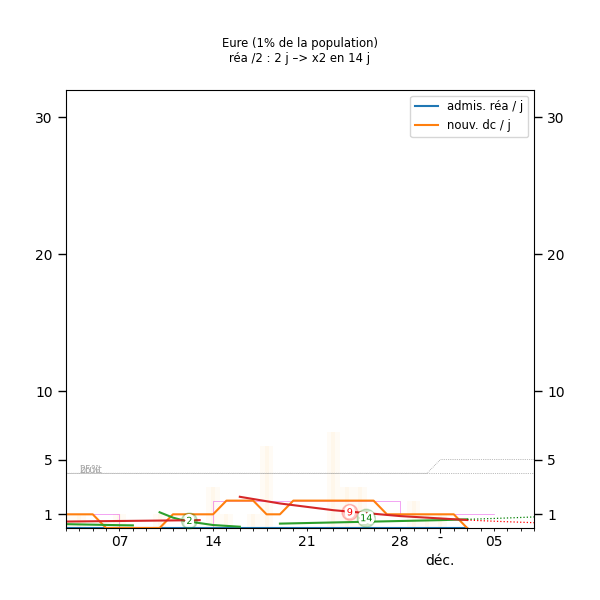 Eure (1% de la population)
réa /2 : 2 j –> x2 en 14 j
admis. réa / j
nouv. dc / j
30 30
20 20
10 10
5 5
1 1
2
9
14
07 14 21 28 - 05
déc.